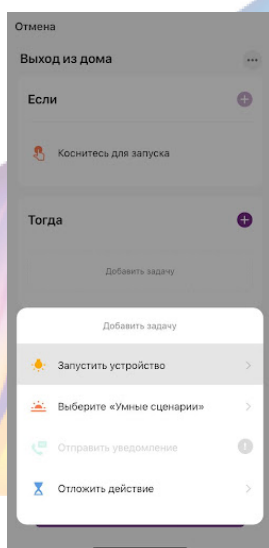 Отмена
Выход из дома
Если
Коснитесь для запуска
Тогда
Добавить задачу
Добавить задачу
Запустить устройство
Выберите «Умные сценарии»
Отправить уведомление
Отложить действие